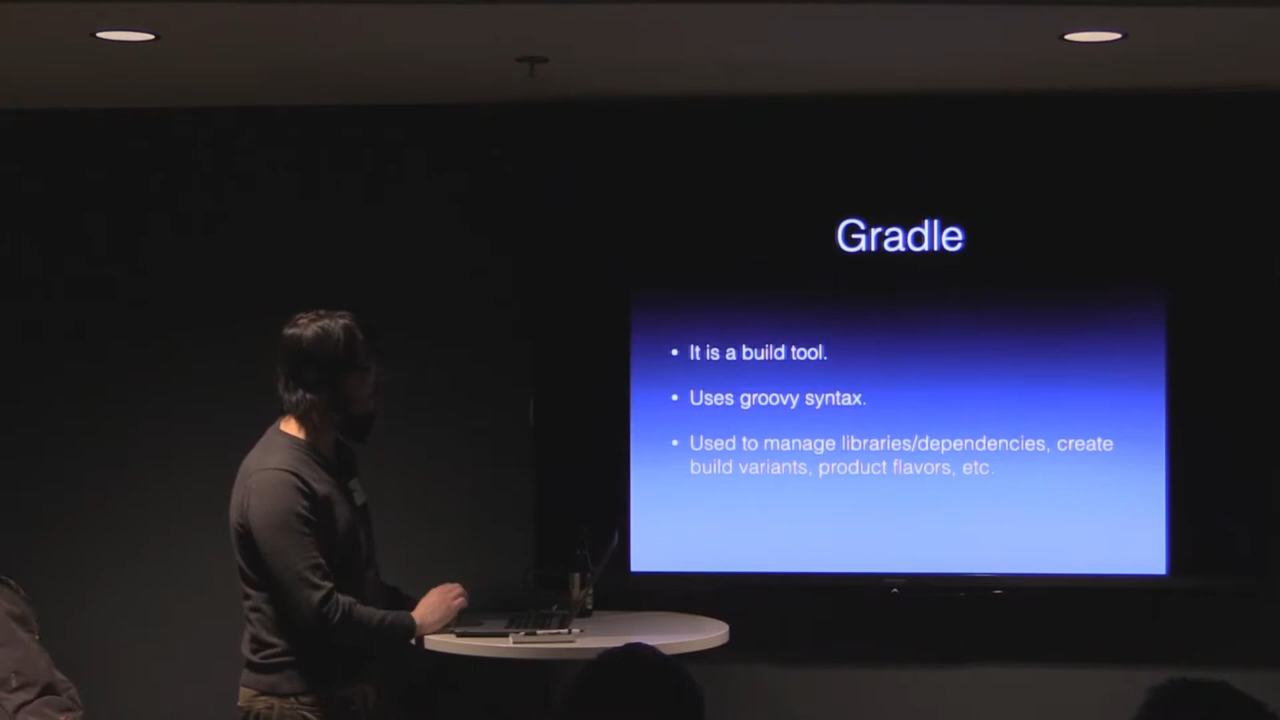 Gradle
• It is a build tool.
• Uses groovy syntax.
• Used to manage libraries/dependencies, create
build variants, product flavors, etc.